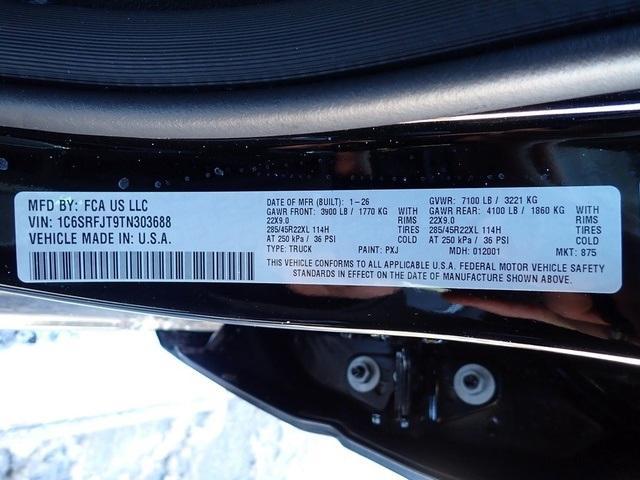 MFD BY: FCA US LLC
VIN: 1C6SRFJT9TN303688
VEHICLE MADE IN: U.S.A.
DATE OF MFR (BUILT): 1-26 GVWR: 7100 LB / 3221 KG
GAWR FRONT: 3900 LB / 1770 KG WITH GAWR REAR: 4100 LB / 1860 KG WITH
22X9.0 RIMS 22X9.0 RIMS
285/45R22XL 114H TIRES 285/45R22XL 114H TIRES
AT 250 kPa / 36 PSI COLD AT 250 kPa / 36 PSI COLD
TYPE: TRUCK PAINT: PXJ MDH: 012001 MKT: 875
THIS VEHICLE CONFORMS TO ALL APPLICABLE U.S.A. FEDERAL MOTOR VEHICLE SAFETY
STANDARDS IN EFFECT ON THE DATE OF MANUFACTURE SHOWN ABOVE.